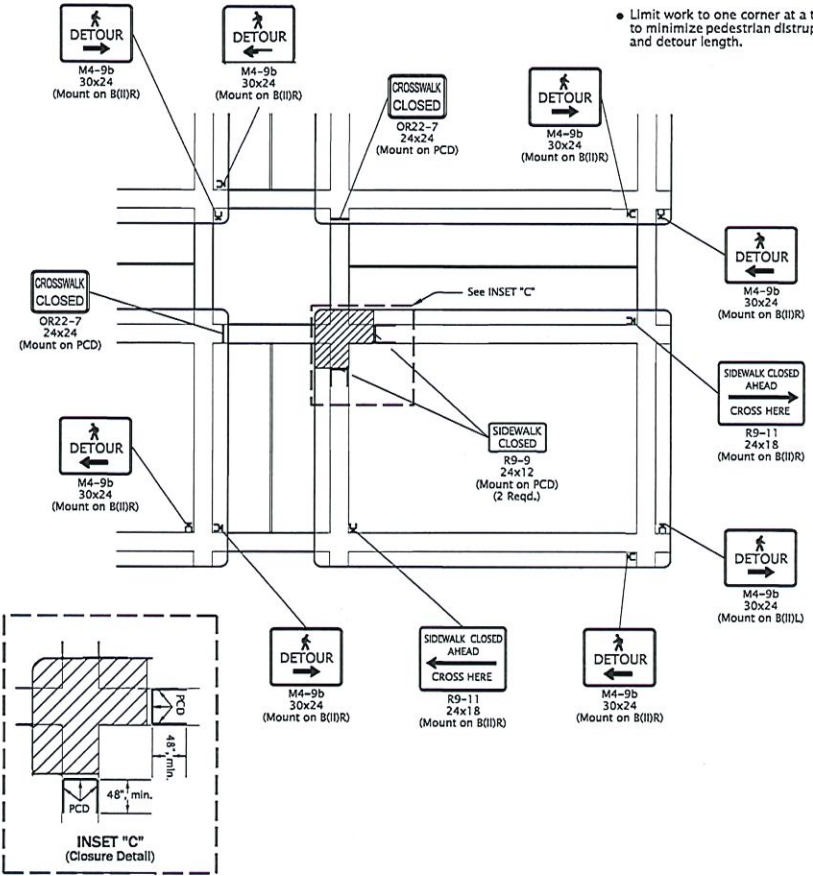 • Limit work to one corner at a
to minimize pedestrian
and detour length.
DETOUR
M4-9b
30x24
(Mount on B(II)R)
DETOUR
M4-9b
30x24
(Mount on B(II)R)
CROSSWALK
CLOSED
OR22-7
24x24
(Mount on PCD)
DETOUR
M4-9b
30x24
(Mount on B(II)R)
DETOUR
M4-9b
30x24
(Mount on B(II)R)
CROSSWALK
CLOSED
OR22-7
24x24
(Mount on PCD)
See INSET "C"
SIDEWALK CLOSED
AHEAD
CROSS HERE
R9-11
24x18
(Mount on B(II)R)
SIDEWALK
CLOSED
R9-9
24x12
(Mount on PCD)
(2 Reqd.)
DETOUR
M4-9b
30x24
(Mount on B(II)R)
DETOUR
M4-9b
30x24
(Mount on B(II)L)
DETOUR
M4-9b
30x24
(Mount on B(II)R)
SIDEWALK CLOSED
AHEAD
CROSS HERE
R9-11
24x18
(Mount on B(II)R)
DETOUR
M4-9b
30x24
(Mount on B(II)R)
PCD
48", min.
48", min.
PCD
INSET "C"
(Closure Detail)